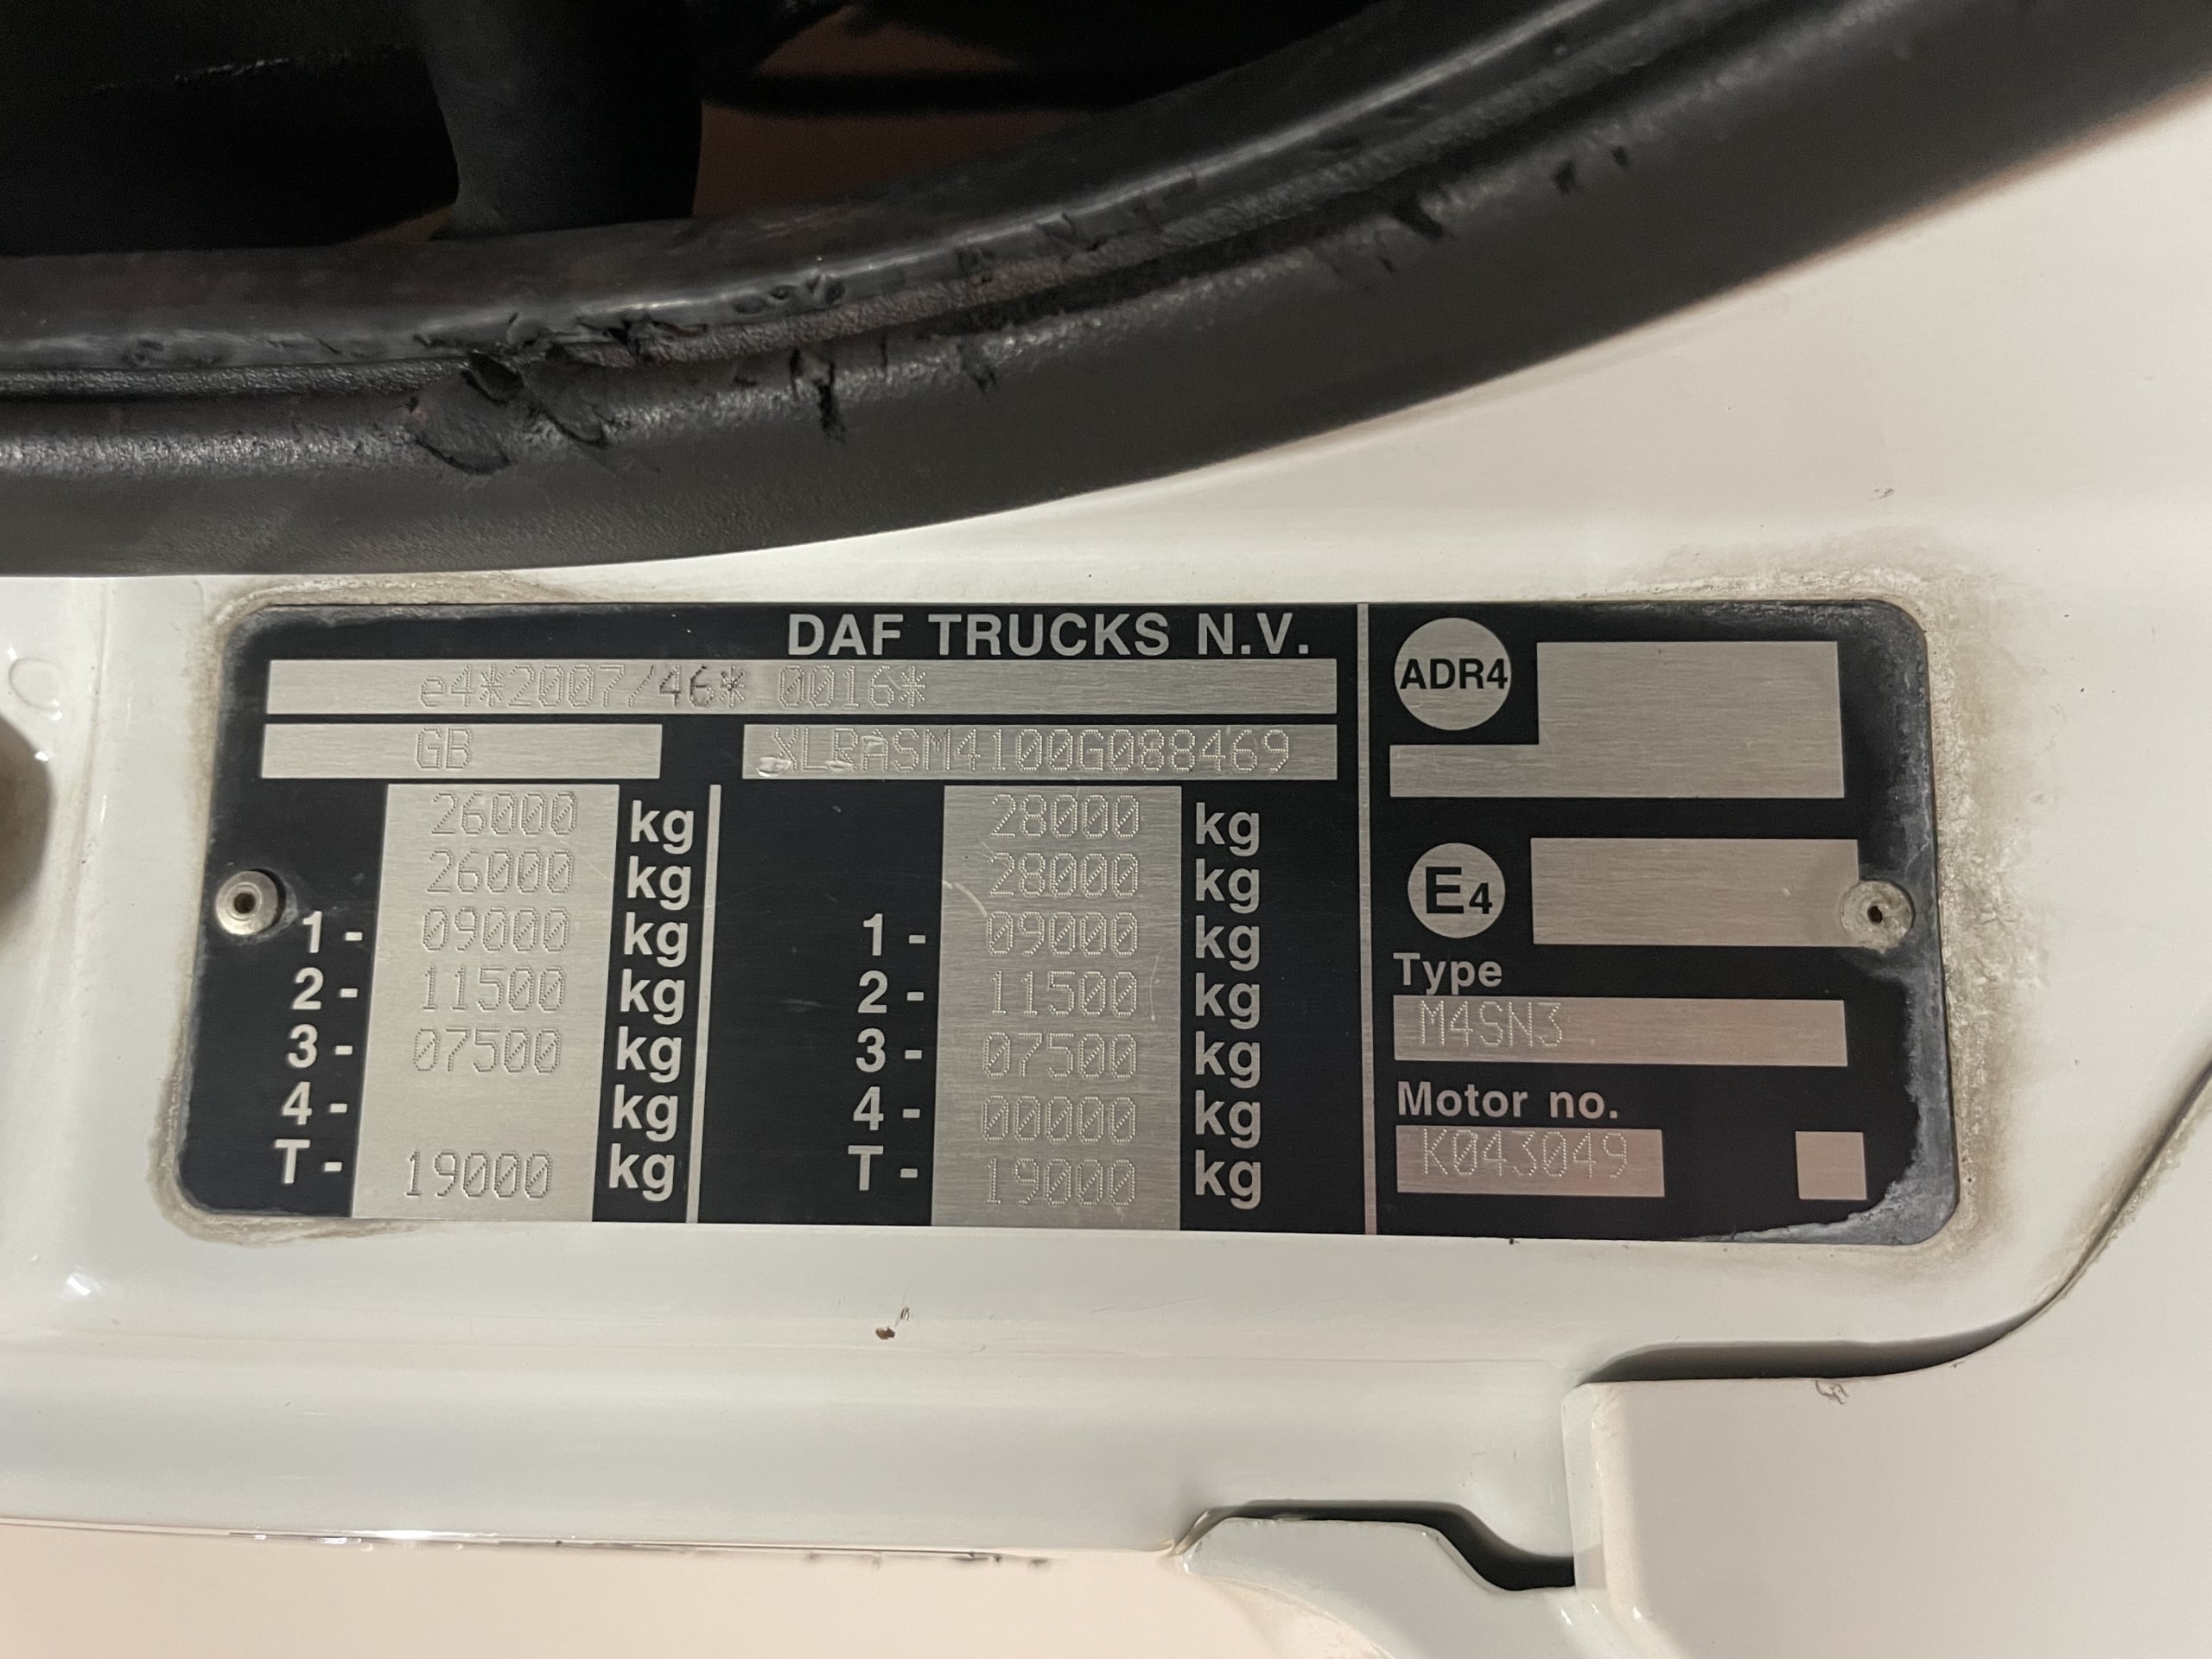 DAF TRUCKS N.V.
e4*2007/46* 0016*
GB XLRASM4100G088469
26000 kg 28000 kg
26000 kg 28000 kg
1- 09000 kg 1- 09000 kg
2- 11500 kg 2- 11500 kg
3- 07500 kg 3- 07500 kg
4- kg 4- 00000 kg
T- 19000 kg T- 19000 kg
ADR4
E4
Type
M4SN3
Motor no.
K043049